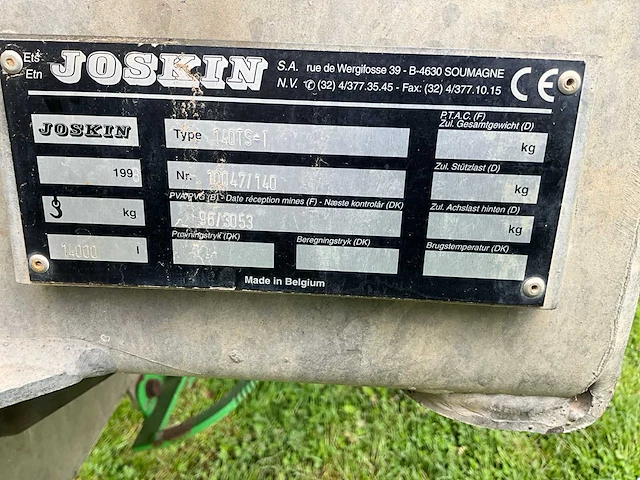 Ets
Etn
JOSKIN
S.A. rue de Wergifosse 39 - B-4630 SOUMAGNE
N.V. ✆ (32) 4/377.35.45 - Fax: (32) 4/377.10.15
CE
JOSKIN
Type 140TS-1
P.T.A.C. (F)
Zul. Gesamtgewicht (D)
kg
199
Nr. 10047/140
Zul. Stützlast (D)
kg
kg
PVA/PVG (B) - Date réception mines (F) - Næste kontrolår (DK)
96/3053
Zul. Achslast hinten (D)
kg
14000 l
Prøvningstryk (DK)
Beregningstryk (DK)
Brugstemperatur (DK)
Made in Belgium